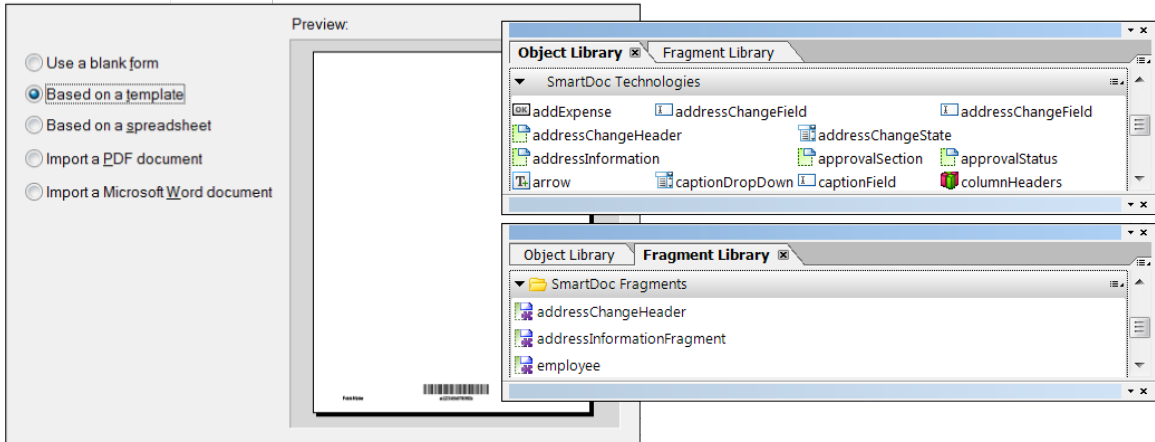 Preview:
Use a blank form
Based on a template
Based on a spreadsheet
Import a PDF document
Import a Microsoft Word document
Object Library Fragment Library
SmartDoc Technologies
OK addExpense addressChangeField addressChangeField
addressChangeHeader addressChangeState
addressInformation approvalSection approvalStatus
T arrow captionDropDown captionField columnHeaders
Object Library Fragment Library
SmartDoc Fragments
addressChangeHeader
addressInformationFragment
employee